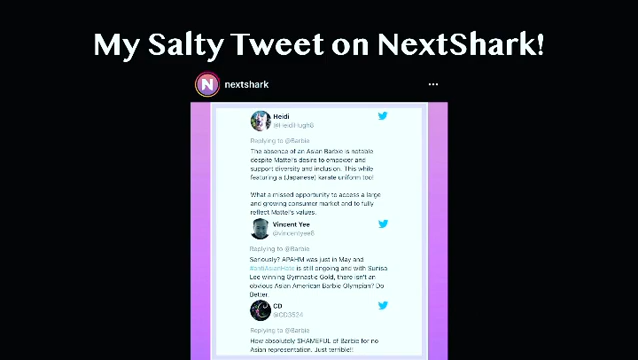 My Salty Tweet on NextShark!
nextshark
Heidi
@HeidiHugh8
Replying to @Barbie
The absence of an Asian Barbie is notable
despite Mattel's desire to empower and
support diversity and inclusion. This while
featuring a (Japanese) karate uniform too!
What a missed opportunity to access a large
and growing consumer market and to fully
reflect Mattel's values.
Vincent Yee
@vincentyee8
Replying to @Barbie
Seriously? APAHM was just in May and
#antiAsianHate is still ongoing and with Sunisa
Lee winning Gymnastic Gold, there isn't an
obvious Asian American Barbie Olympian? Do
Better.
CD
Replying to @Barbie
How absolutely SHAMEFUL of Barbie for no
Asian representation. Just terrible!!